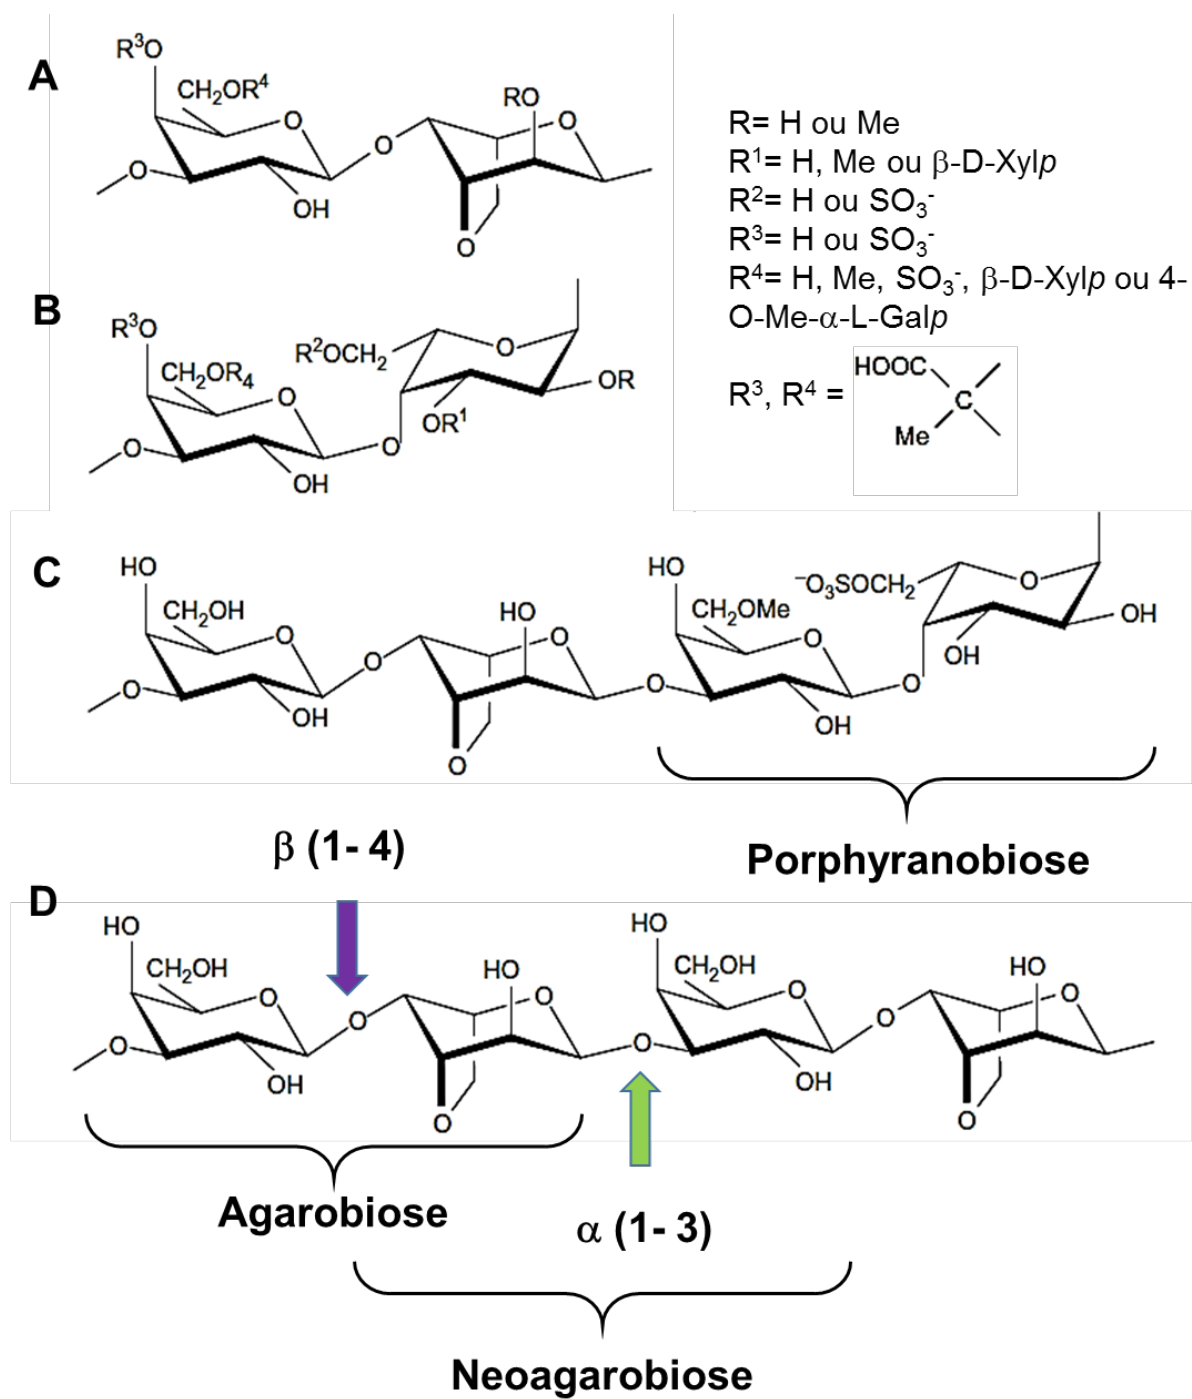 A
R³O
CH₂OR⁴
O
RO
O
O
O
OH
O
R= H ou Me
R¹= H, Me ou β-D-Xylp
R²= H ou SO₃⁻
R³= H ou SO₃⁻
R⁴= H, Me, SO₃⁻, β-D-Xylp ou 4-
O-Me-α-L-Galp
R³, R⁴ =
HOOC
C
Me
B
R³O
CH₂OR₄
R²OCH₂
O
O
OR
OR¹
O
O
OH
C
HO
CH₂OH
O
HO
O
O
O
OH
O
O
HO
CH₂OMe
O
⁻O₃SOCH₂
O
OH
OH
O
OH
Porphyranobiose
β (1- 4)
D
HO
CH₂OH
O
HO
O
O
O
OH
O
O
HO
CH₂OH
O
HO
O
O
OH
O
Agarobiose
α (1- 3)
Neoagarobiose